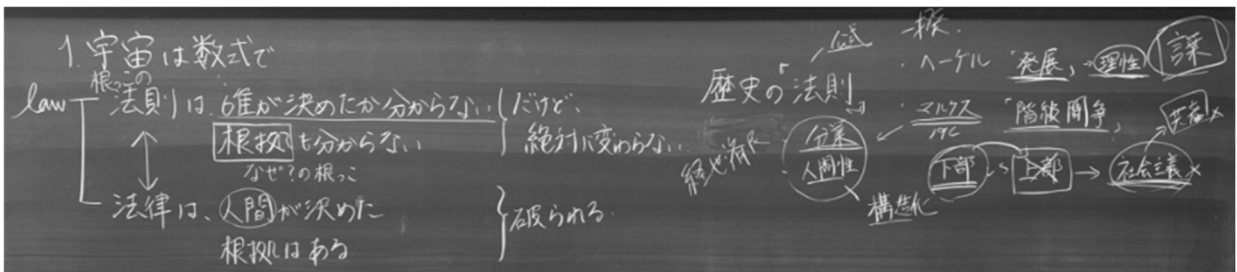 1. 宇宙は数式で
根っこの
law
法則は、誰が決めたか分からない
根拠も分からない
なぜ?の根っこ
だけど、
絶対に変わらない
法律は、人間が決めた
根拠はある
破られる
歴史の法則
公式
一揆
・ヘーゲル 「発展」→理性
・マルクス 「階級闘争」
19C
分業
人間性
構造化
下部 → 上部 → 社会主義 ×